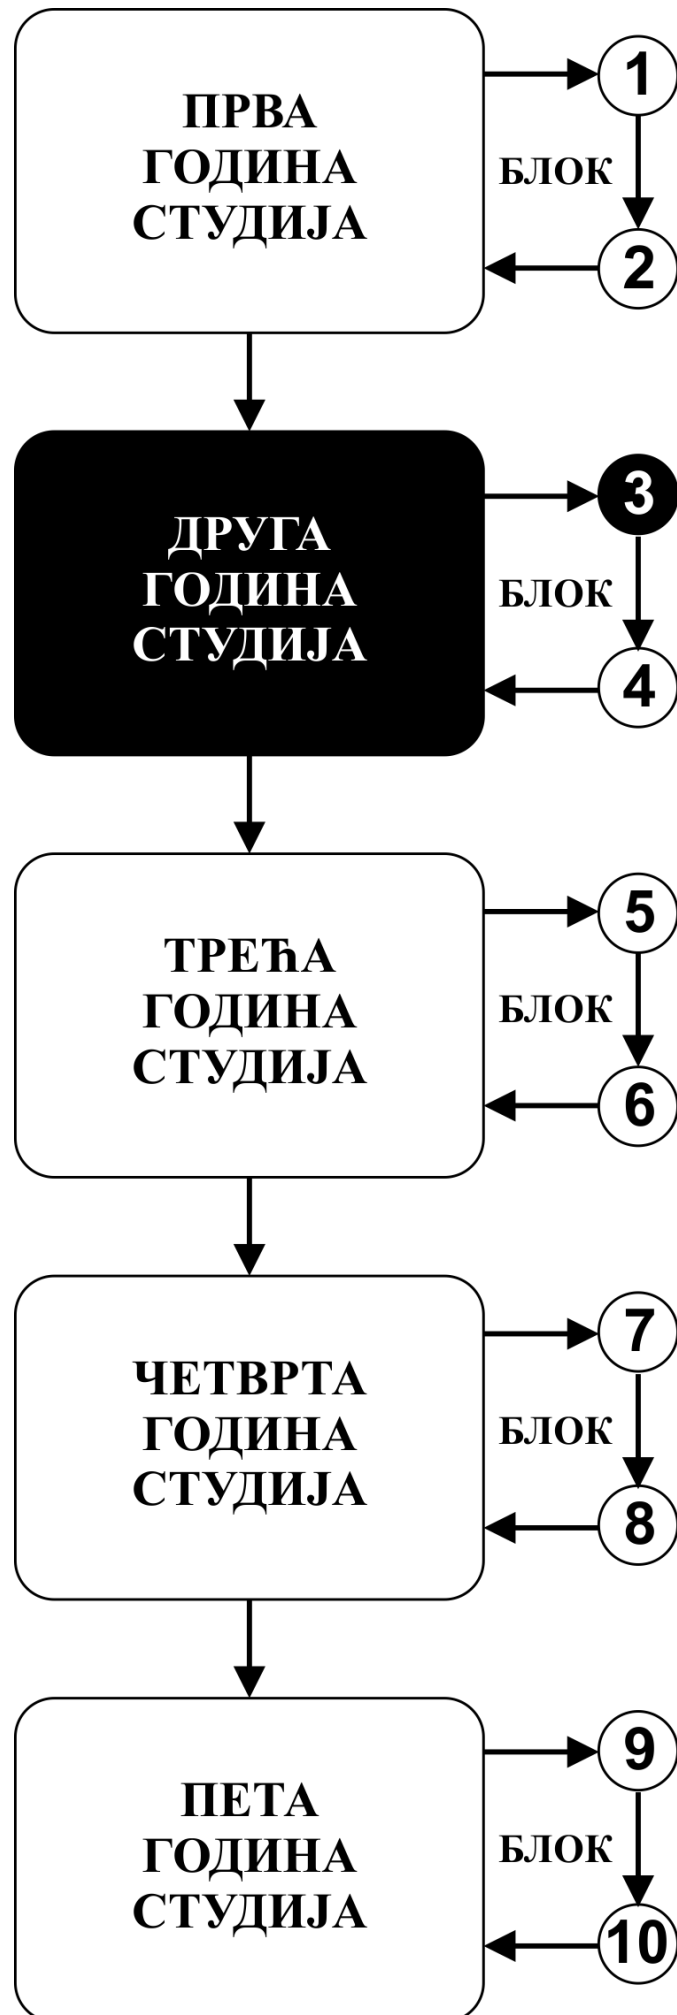 ПРВА
ГОДИНА
СТУДИЈА
1
БЛОК
2
ДРУГА
ГОДИНА
СТУДИЈА
3
БЛОК
4
ТРЕЋА
ГОДИНА
СТУДИЈА
5
БЛОК
6
ЧЕТВРТА
ГОДИНА
СТУДИЈА
7
БЛОК
8
ПЕТА
ГОДИНА
СТУДИЈА
9
БЛОК
10